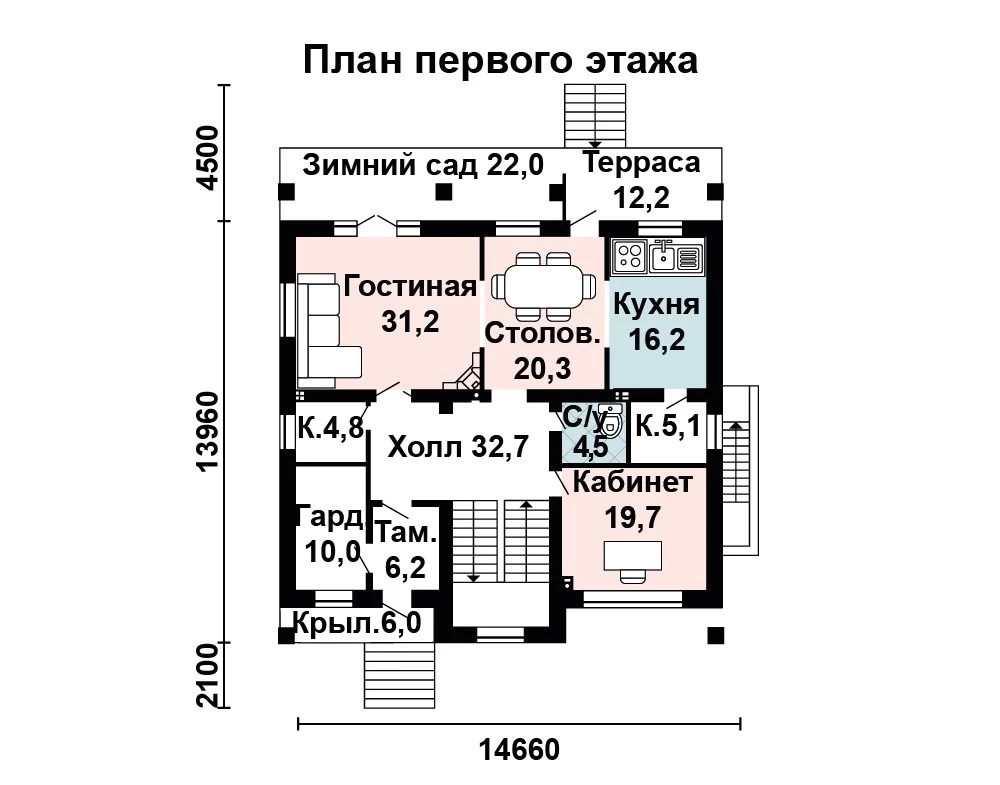 План первого этажа
4500
Зимний сад 22,0
Терраса
12,2
Гостиная
31,2
Столов.
20,3
Кухня
16,2
13960
К.4,8
Холл 32,7
С/у
4,5
К.5,1
Кабинет
19,7
Гард.
10,0
Там.
6,2
Крыл.6,0
2100
14660